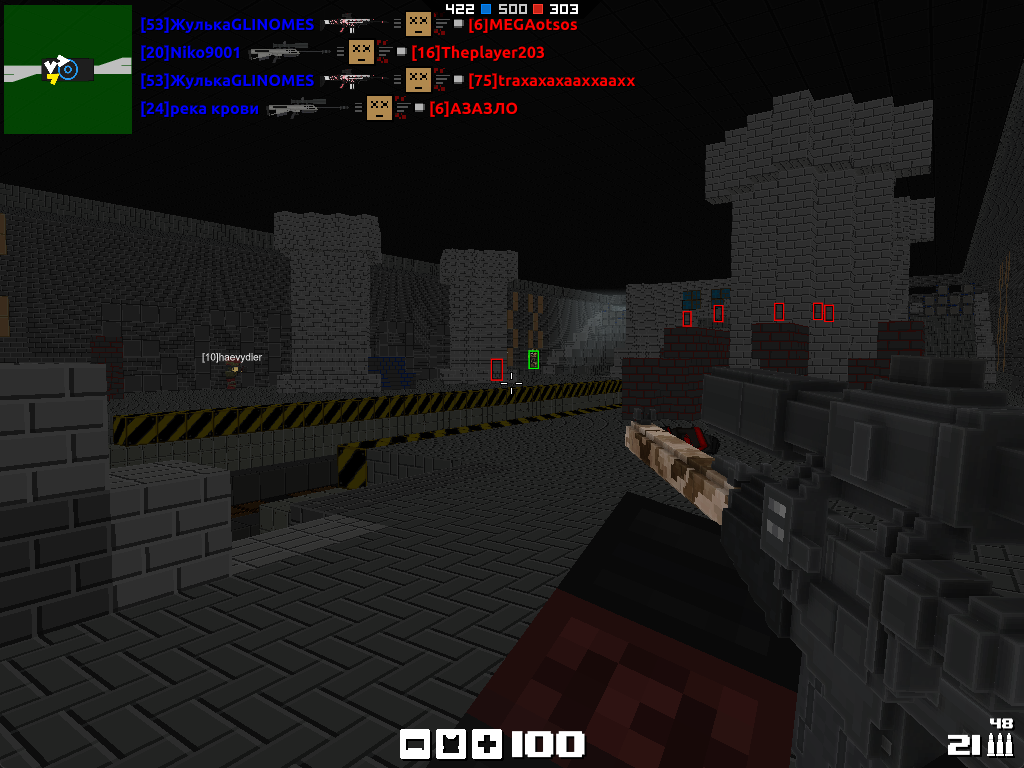 422 500 303
[53]ЖулькаGLINOMES [6]MEGAotsos
[20]Niko9001 [16]Theplayer203
[53]ЖулькаGLINOMES [75]traxaxaxaaxxaaxx
[24]река крови [6]АЗАЗЛО
[10]haevydler
100
48
21